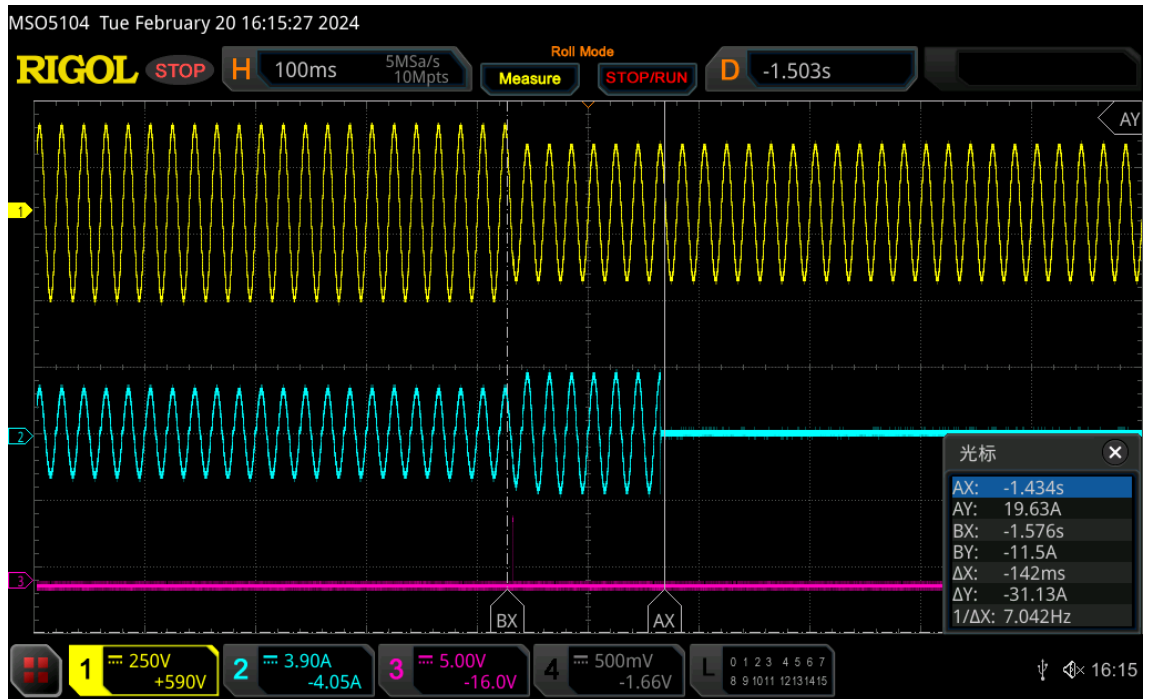 MSO5104 Tue February 20 16:15:27 2024
RIGOL STOP H 100ms 5MSa/s 10Mpts Roll Mode Measure STOP/RUN D -1.503s
AY
1
2
3
BX AX
光标
AX: -1.434s
AY: 19.63A
BX: -1.576s
BY: -11.5A
ΔX: -142ms
ΔY: -31.13A
1/ΔX: 7.042Hz
1 250V +590V 2 3.90A -4.05A 3 5.00V -16.0V 4 500mV -1.66V L 0 1 2 3 4 5 6 7
8 9 10 11 12 13 14 15
16:15